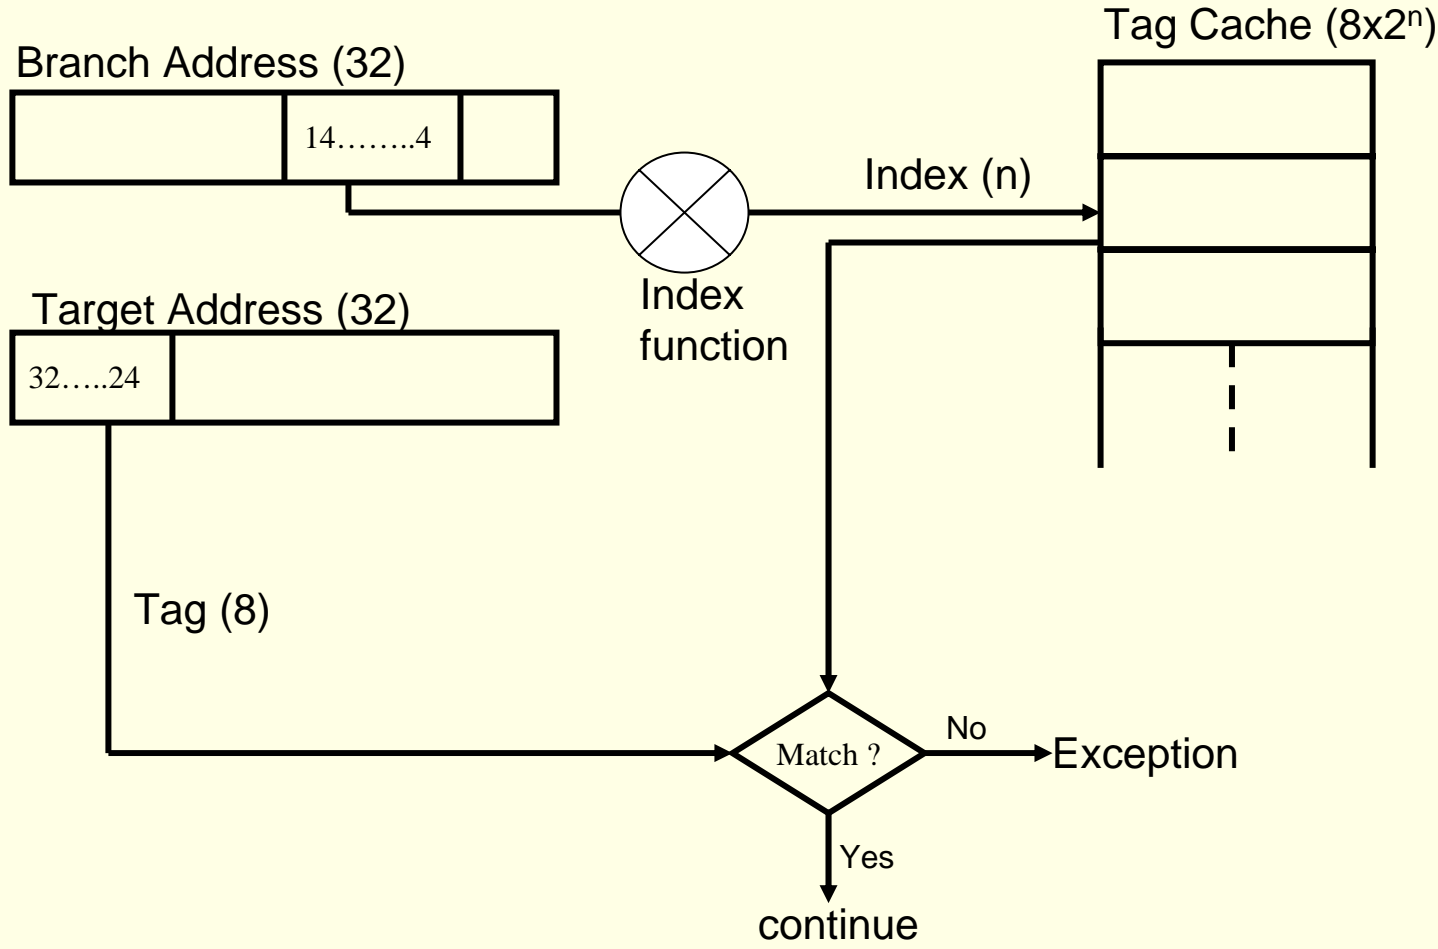 Tag Cache (8x2ⁿ)
Branch Address (32)
14……..4
Index (n)
Index
function
Target Address (32)
32…..24
Tag (8)
Match ?
No
Exception
Yes
continue